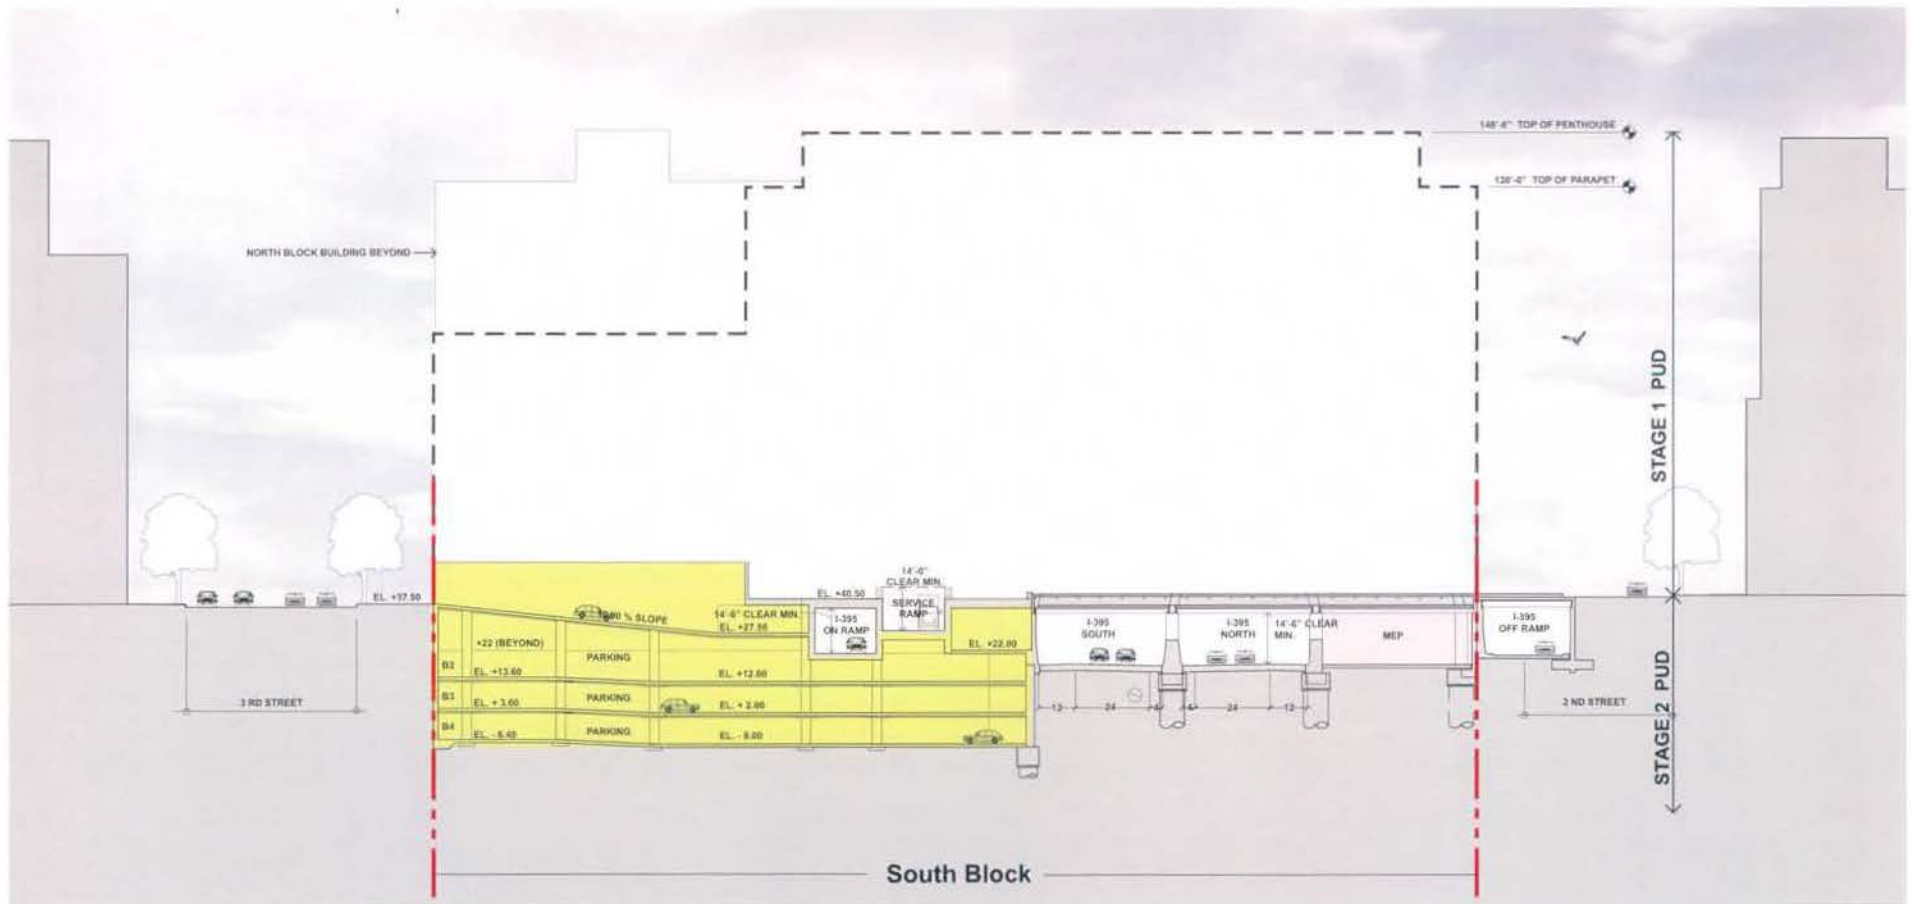 148'-6" TOP OF PENTHOUSE
130'-0" TOP OF PARAPET
NORTH BLOCK BUILDING BEYOND
STAGE 1 PUD
14'-0"
CLEAR MIN.
EL. +37.50
EL. +40.50
SERVICE
RAMP
% SLOPE
14'-6" CLEAR MIN.
EL. +27.50
I-395
ON RAMP
I-395
SOUTH
I-395
NORTH
14'-6" CLEAR
MIN.
MEP
I-395
OFF RAMP
+22 (BEYOND)
PARKING
EL. +22.00
B2
EL. +13.60
EL. +12.00
B3
EL. + 3.60
PARKING
EL. + 2.00
B4
EL. - 6.40
PARKING
EL. - 8.00
3 RD STREET
12
24
24
12
2 ND STREET
STAGE 2 PUD
South Block